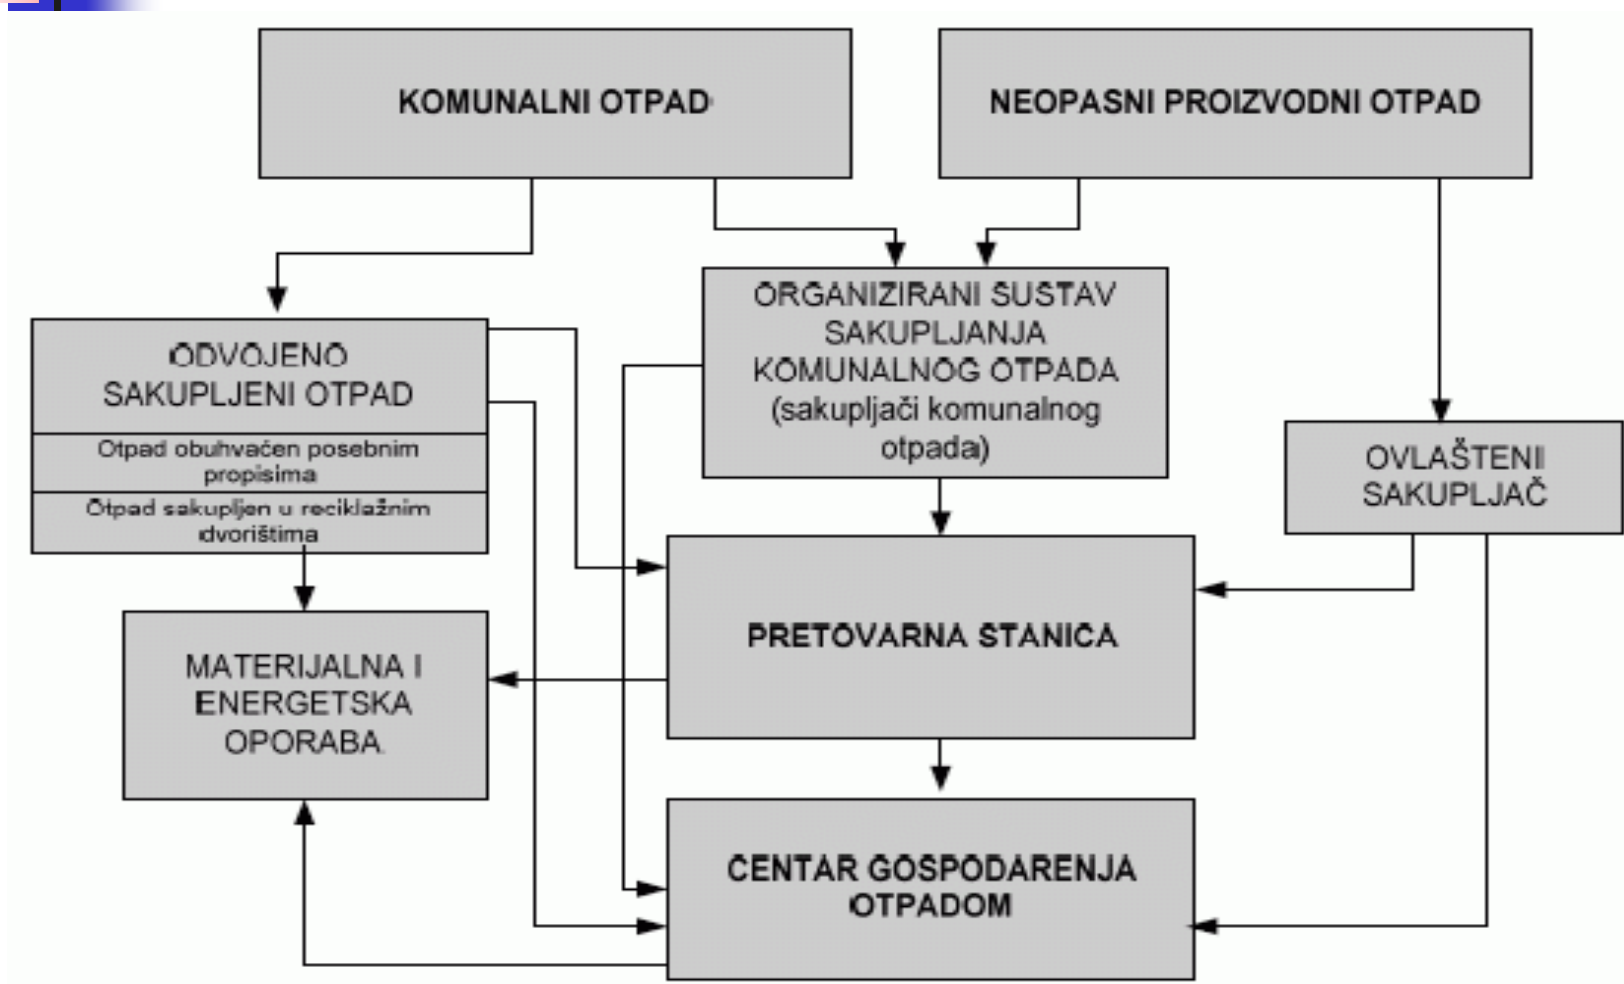 KOMUNALNI OTPAD
NEOPASNI PROIZVODNI OTPAD
ORGANIZIRANI SUSTAV
SAKUPLJANJA
KOMUNALNOG OTPADA
(sakupljači komunalnog
otpada)
ODVOJENO
SAKUPLJENI OTPAD
Otpad obuhvaćen posebnim
propisima
Otpad sakupljen u reciklažnim
dvorištima
OVLAŠTENI
SAKUPLJAČ
PRETOVARNA STANICA
MATERIJALNA I
ENERGETSKA
OPORABA
CENTAR GOSPODARENJA
OTPADOM